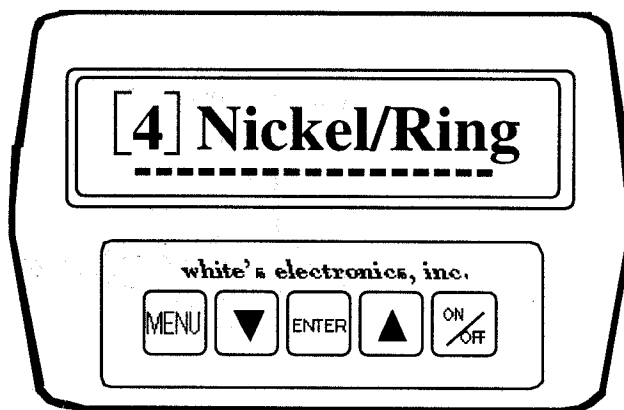 [4] Nickel/Ring
white's electronics, inc.
MENU ▼ ENTER ▲ ON/OFF